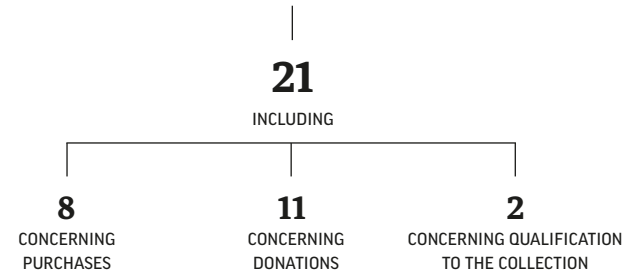 21
INCLUDING
8
CONCERNING
PURCHASES
11
CONCERNING
DONATIONS
2
CONCERNING QUALIFICATION
TO THE COLLECTION